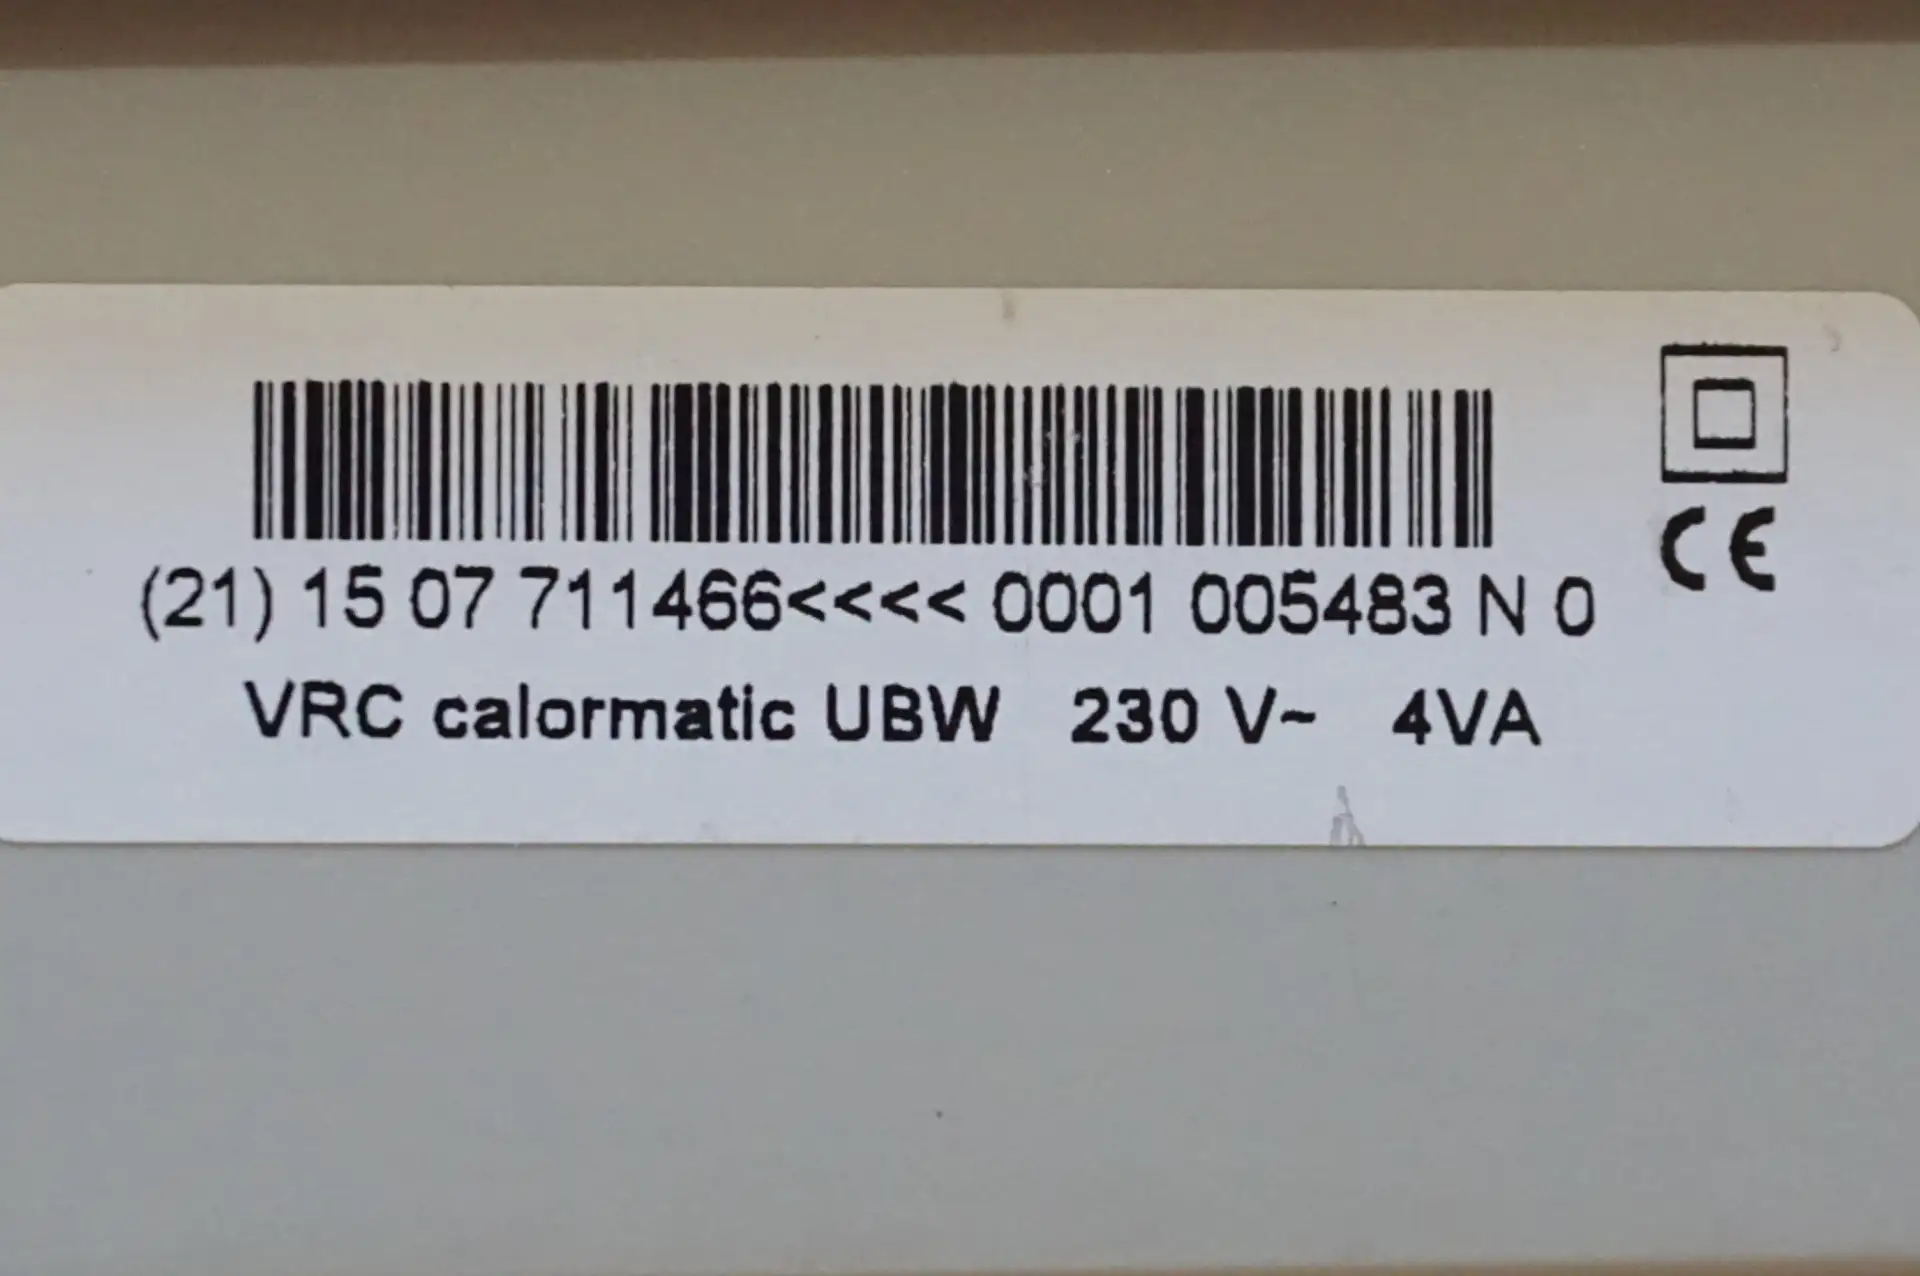 (21) 15 07 711466<<<< 0001 005483 N 0
VRC calormatic UBW 230 V~ 4VA
CE